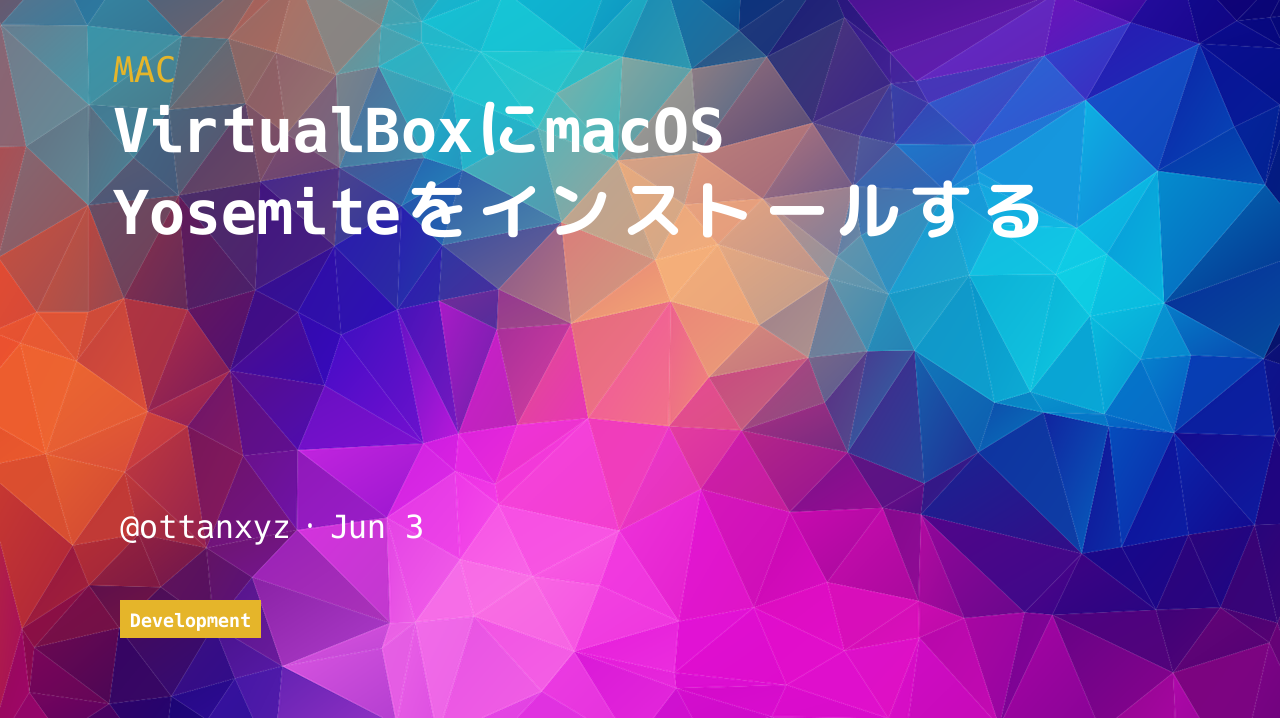 MAC
VirtualBoxにmacOS
Yosemiteをインストールする
@ottanxyz · Jun 3
Development